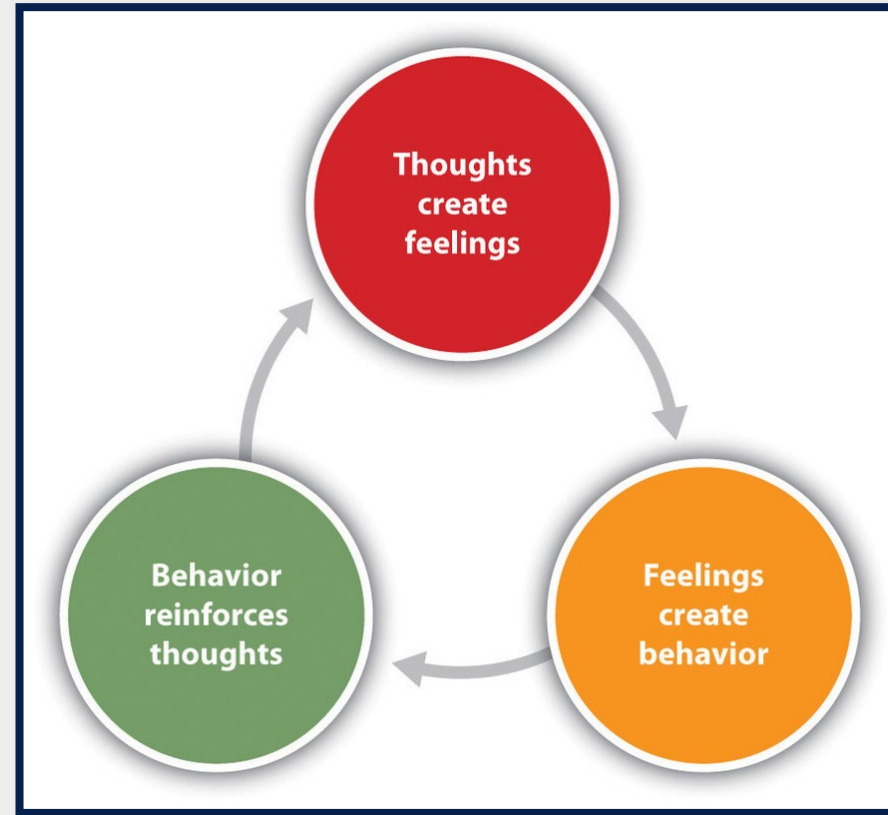 Thoughts
create
feelings
Feelings
create
behavior
Behavior
reinforces
thoughts